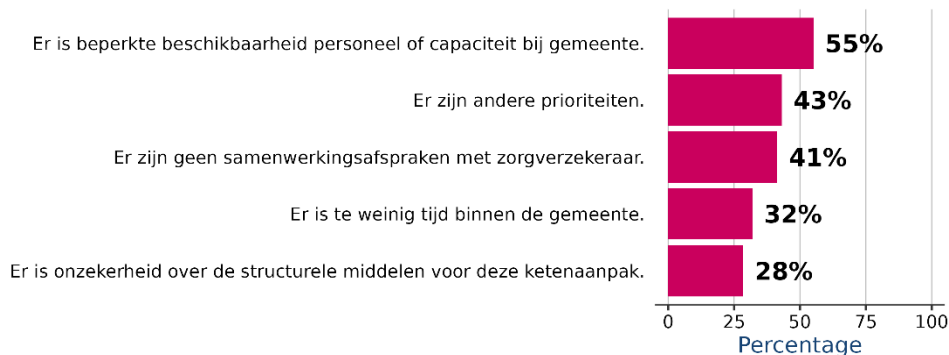 Er is beperkte beschikbaarheid personeel of capaciteit bij gemeente. 55%
Er zijn andere prioriteiten. 43%
Er zijn geen samenwerkingsafspraken met zorgverzekeraar. 41%
Er is te weinig tijd binnen de gemeente. 32%
Er is onzekerheid over de structurele middelen voor deze ketenaanpak. 28%
0 25 50 75 100
Percentage